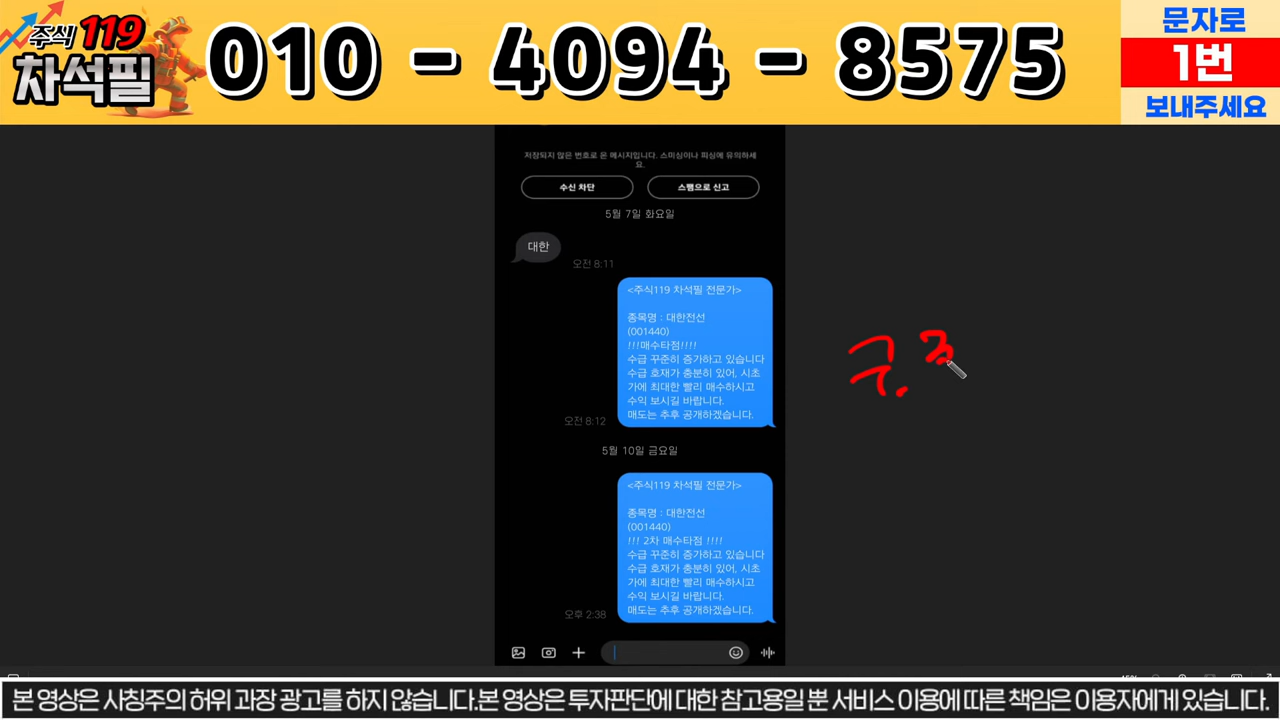 주식 119
차석필
010 - 4094 - 8575
문자로
1번
보내주세요
저장되지 않은 번호로 온 메시지입니다. 스미싱이나 피싱에 유의하세
요.
수신 차단
스팸으로 신고
5월 7일 화요일
대한
오전 8:11
<주식119 차석필 전문가>
종목명 : 대한전선
(001440)
!!!매수타점!!!!
수급 꾸준히 증가하고 있습니다
수급 호재가 충분히 있어, 시초
가에 최대한 빨리 매수하시고
수익 보시길 바랍니다.
매도는 추후 공개하겠습니다.
오전 8:12
5월 10일 금요일
<주식119 차석필 전문가>
종목명 : 대한전선
(001440)
!!! 2차 매수타점 !!!!
수급 꾸준히 증가하고 있습니다
수급 호재가 충분히 있어, 시초
가에 최대한 빨리 매수하시고
수익 보시길 바랍니다.
매도는 추후 공개하겠습니다.
오후 2:38
본 영상은 사칭주의 허위 과장 광고를 하지 않습니다.본 영상은 투자판단에 대한 참고용일 뿐 서비스 이용에 따른 책임은 이용자에게 있습니다.